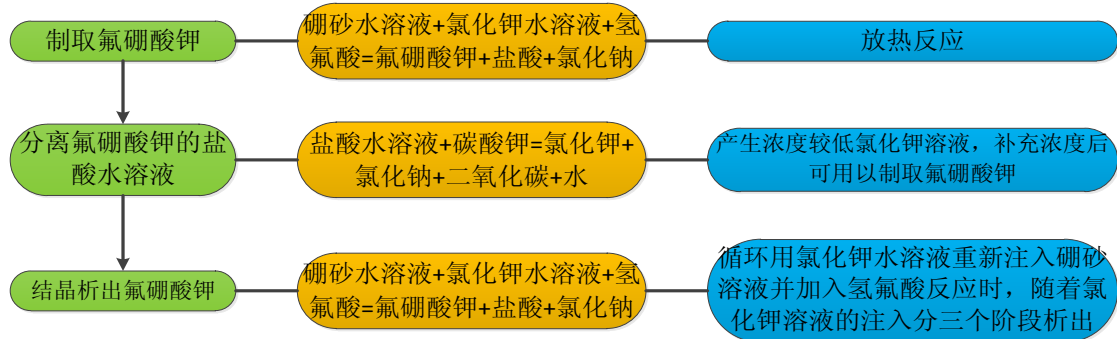 制取氟硼酸钾
硼砂水溶液+氯化钾水溶液+氢
氟酸=氟硼酸钾+盐酸+氯化钠
放热反应
分离氟硼酸钾的盐
酸水溶液
盐酸水溶液+碳酸钾=氯化钾+
氯化钠+二氧化碳+水
产生浓度较低氯化钾溶液，补充浓度后
可用以制取氟硼酸钾
结晶析出氟硼酸钾
硼砂水溶液+氯化钾水溶液+氢
氟酸=氟硼酸钾+盐酸+氯化钠
循环用氯化钾水溶液重新注入硼砂
溶液并加入氢氟酸反应时，随着氯
化钾溶液的注入分三个阶段析出